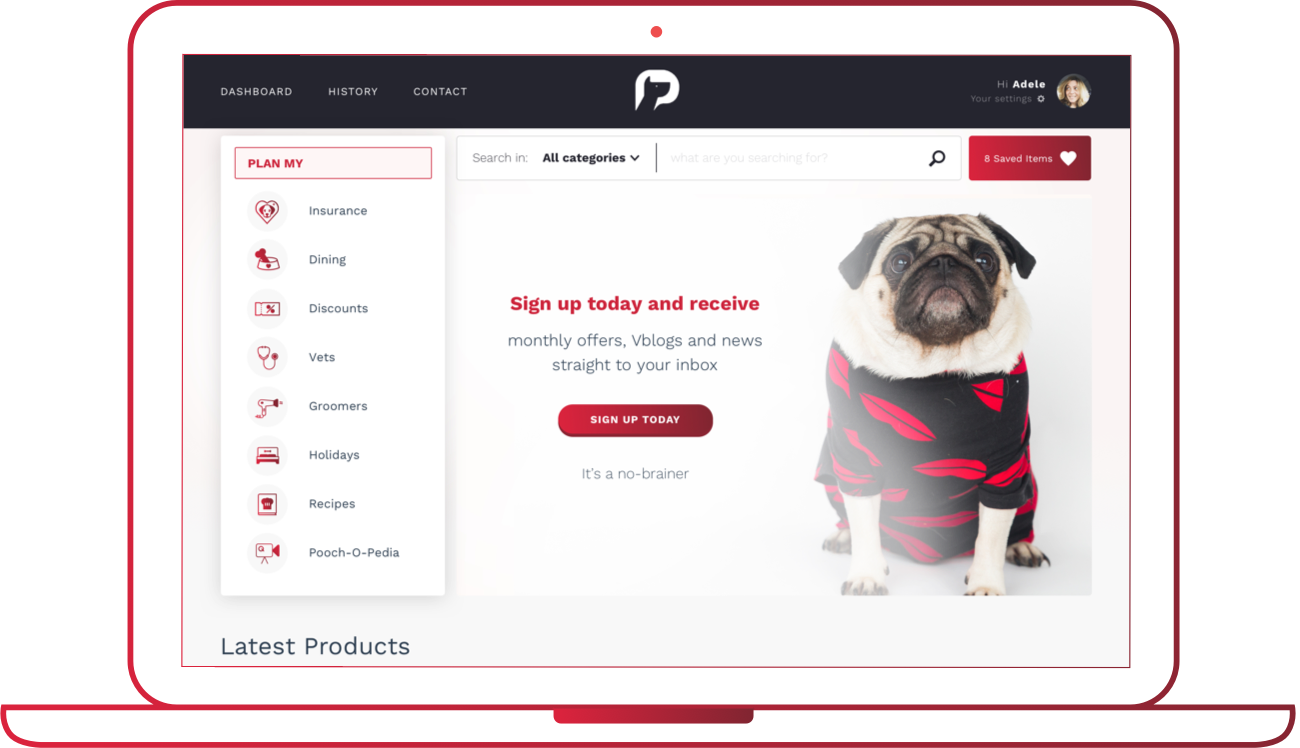 DASHBOARD
HISTORY
CONTACT
Hi Adele
Your settings
PLAN MY
Search in: All categories
what are you searching for?
8 Saved Items
Insurance
Dining
Discounts
Vets
Groomers
Holidays
Recipes
Pooch-O-Pedia
Sign up today and receive
monthly offers, Vblogs and news
straight to your inbox
SIGN UP TODAY
It's a no-brainer
Latest Products